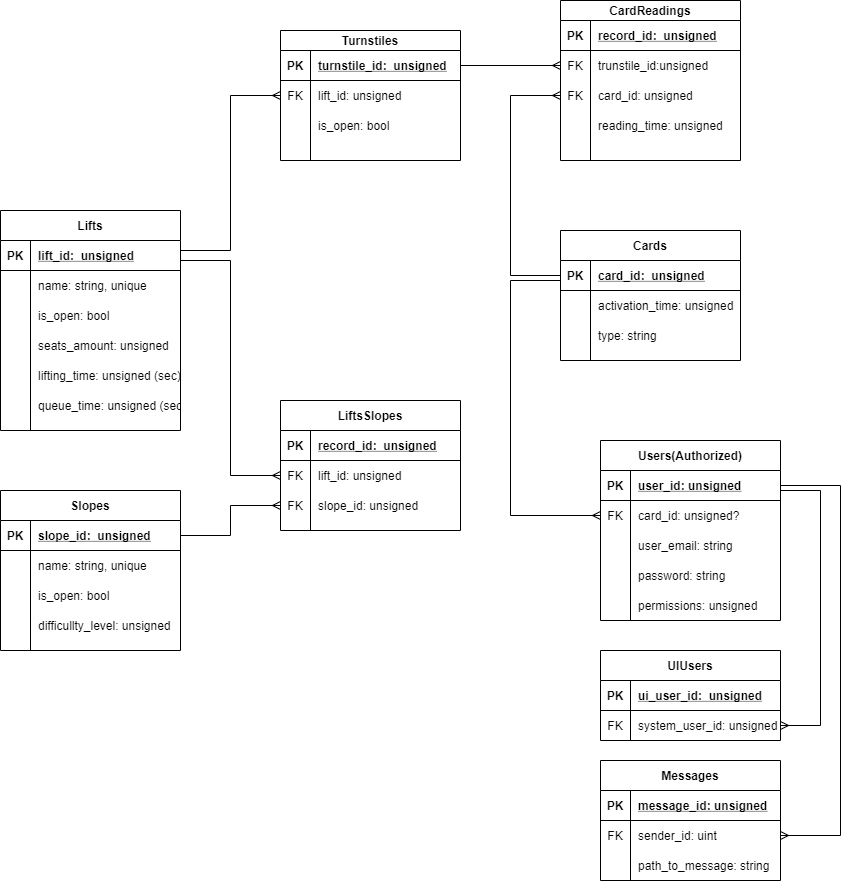 CardReadings
PK record_id: unsigned
FK trunstile_id:unsigned
FK card_id: unsigned
reading_time: unsigned
Turnstiles
PK turnstile_id: unsigned
FK lift_id: unsigned
is_open: bool
Lifts
PK lift_id: unsigned
name: string, unique
is_open: bool
seats_amount: unsigned
lifting_time: unsigned (sec)
queue_time: unsigned (sec
Cards
PK card_id: unsigned
activation_time: unsigned
type: string
LiftsSlopes
PK record_id: unsigned
FK lift_id: unsigned
FK slope_id: unsigned
Slopes
PK slope_id: unsigned
name: string, unique
is_open: bool
difficullty_level: unsigned
Users(Authorized)
PK user_id: unsigned
FK card_id: unsigned?
user_email: string
password: string
permissions: unsigned
UIUsers
PK ui_user_id: unsigned
FK system_user_id: unsigned
Messages
PK message_id: unsigned
FK sender_id: uint
path_to_message: string